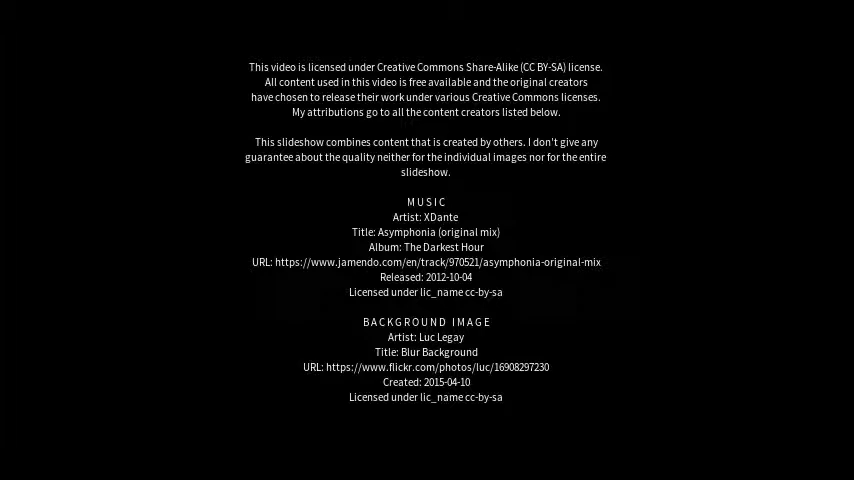 This video is licensed under Creative Commons Share-Alike (CC BY-SA) license.
All content used in this video is free available and the original creators
have chosen to release their work under various Creative Commons licenses.
My attributions go to all the content creators listed below.
This slideshow combines content that is created by others. I don't give any
guarantee about the quality neither for the individual images nor for the entire
slideshow.
MUSIC
Artist: XDante
Title: Asymphonia (original mix)
Album: The Darkest Hour
URL: https://www.jamendo.com/en/track/970521/asymphonia-original-mix
Released: 2012-10-04
Licensed under lic_name cc-by-sa
BACKGROUND IMAGE
Artist: Luc Legay
Title: Blur Background
URL: https://www.flickr.com/photos/luc/16908297230
Created: 2015-04-10
Licensed under lic_name cc-by-sa